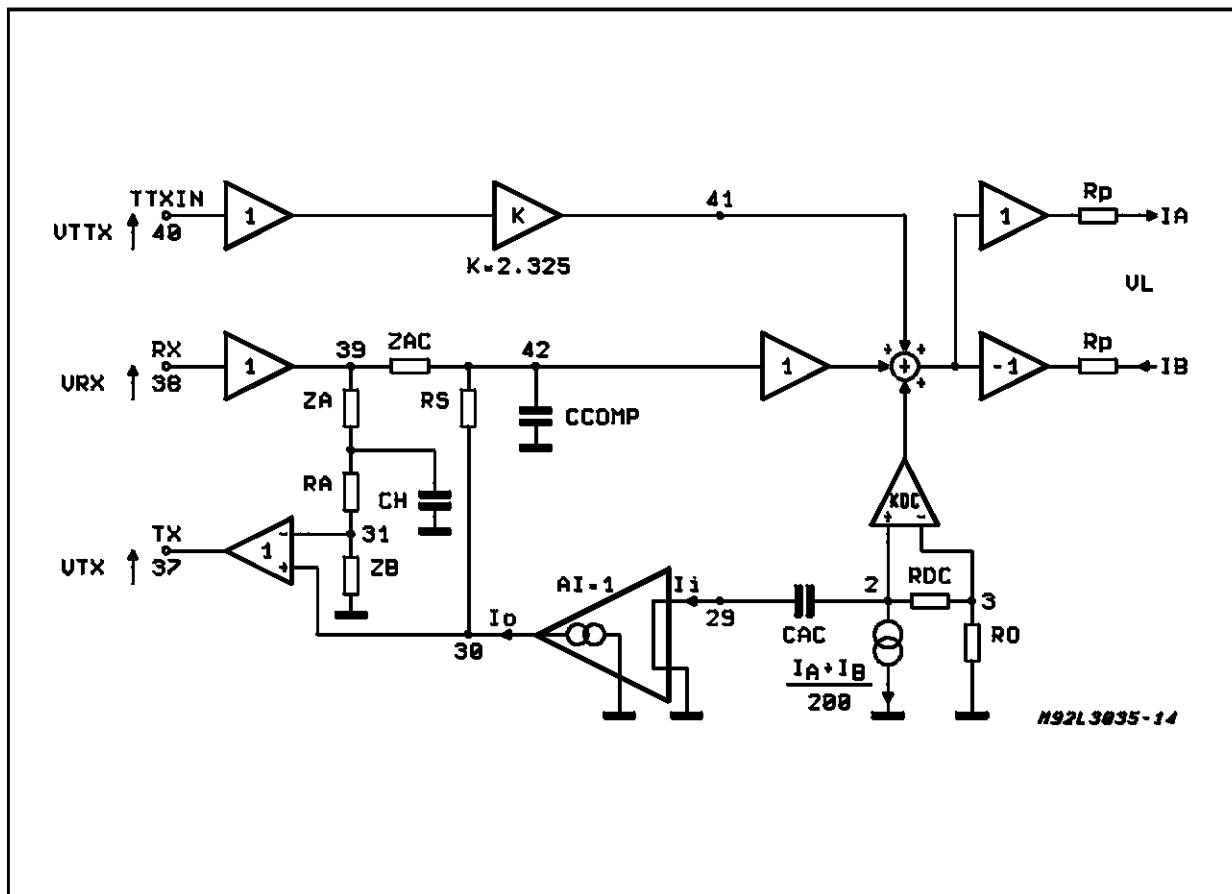 TTXIN
VTTX
40
1
K
K=2.325
41
1
Rp
IA
VL
RX
VRX
38
1
39
ZAC
42
1
+
+
+
+
-1
Rp
IB
ZA
RS
CCOMP
RA
CH
KDC
+
-
TX
VTX
37
1
-
+
31
ZB
AI=1
Ii
29
CAC
2
RDC
3
RO
Io
30
IA+IB
200
M92L3035-14